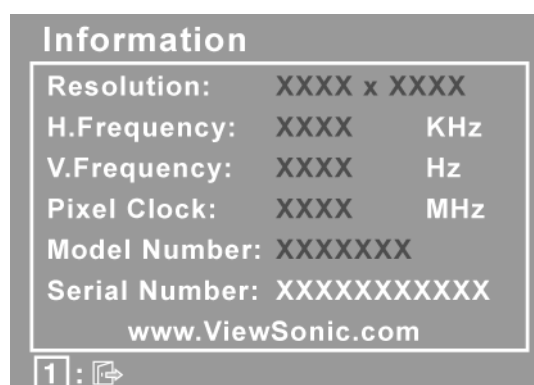 Information
Resolution: XXXX x XXXX
H.Frequency: XXXX KHz
V.Frequency: XXXX Hz
Pixel Clock: XXXX MHz
Model Number: XXXXXXX
Serial Number: XXXXXXXXXXX
www.ViewSonic.com
1 :